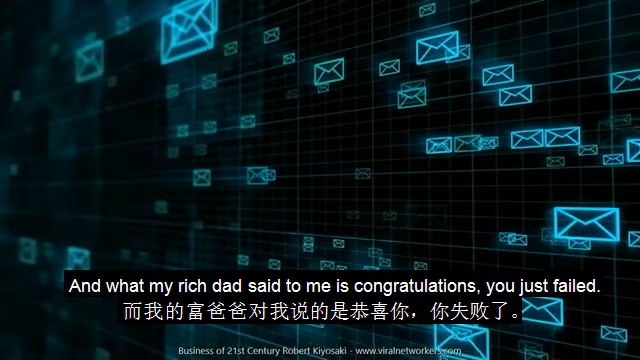 And what my rich dad said to me is congratulations, you just failed.
而我的富爸爸对我说的是恭喜你，你失败了。
Business of 21st Century Robert Kiyosaki - www.viralnetworkers.com